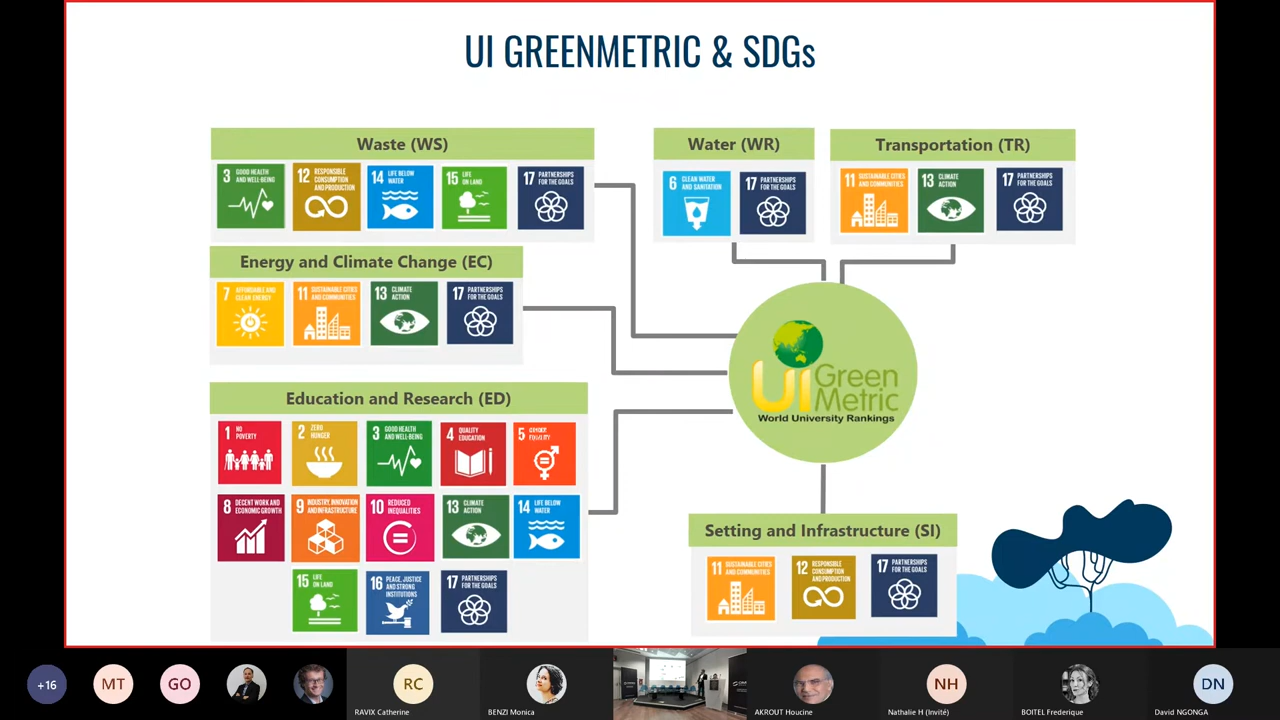 UI GREENMETRIC & SDGs
Waste (WS)
3 GOOD HEALTH
AND WELL-BEING
12 RESPONSIBLE
CONSUMPTION
AND PRODUCTION
14 LIFE BELOW
WATER
15 LIFE
ON LAND
17 PARTNERSHIPS
FOR THE GOALS
Water (WR)
6 CLEAN WATER
AND SANITATION
17 PARTNERSHIPS
FOR THE GOALS
Transportation (TR)
11 SUSTAINABLE CITIES
AND COMMUNITIES
13 CLIMATE
ACTION
17 PARTNERSHIPS
FOR THE GOALS
Energy and Climate Change (EC)
7 AFFORDABLE AND
CLEAN ENERGY
11 SUSTAINABLE CITIES
AND COMMUNITIES
13 CLIMATE
ACTION
17 PARTNERSHIPS
FOR THE GOALS
UI Green
Metric
World University Rankings
Education and Research (ED)
1 NO
POVERTY
2 ZERO
HUNGER
3 GOOD HEALTH
AND WELL-BEING
4 QUALITY
EDUCATION
5 GENDER
EQUALITY
8 DECENT WORK AND
ECONOMIC GROWTH
9 INDUSTRY, INNOVATION
AND INFRASTRUCTURE
10 REDUCED
INEQUALITIES
13 CLIMATE
ACTION
14 LIFE BELOW
WATER
15 LIFE
ON LAND
16 PEACE, JUSTICE
AND STRONG
INSTITUTIONS
17 PARTNERSHIPS
FOR THE GOALS
Setting and Infrastructure (SI)
11 SUSTAINABLE CITIES
AND COMMUNITIES
12 RESPONSIBLE
CONSUMPTION
AND PRODUCTION
17 PARTNERSHIPS
FOR THE GOALS
+16
MT
GO
RC
RAVIX Catherine
BENZI Monica
AKROUT Houcine
NH
Nathalie H (Invité)
BOITEL Frederique
DN
David NGONGA